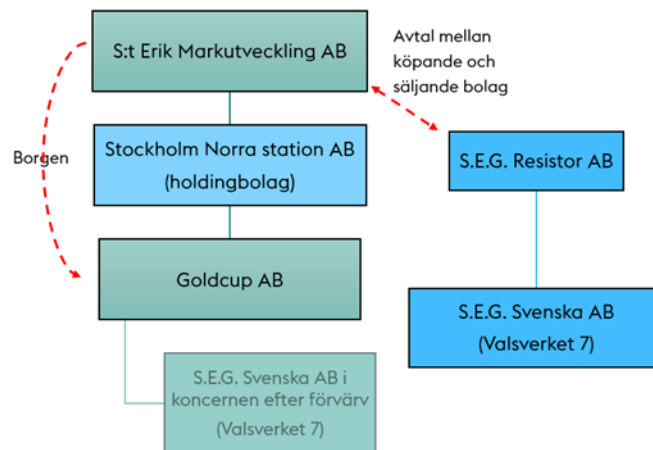 S:t Erik Markutveckling AB
Avtal mellan
köpande och
säljande bolag
Borgen
Stockholm Norra station AB
(holdingbolag)
S.E.G. Resistor AB
Goldcup AB
S.E.G. Svenska AB
(Valsverket 7)
S.E.G. Svenska AB i
koncernen efter förvärv
(Valsverket 7)